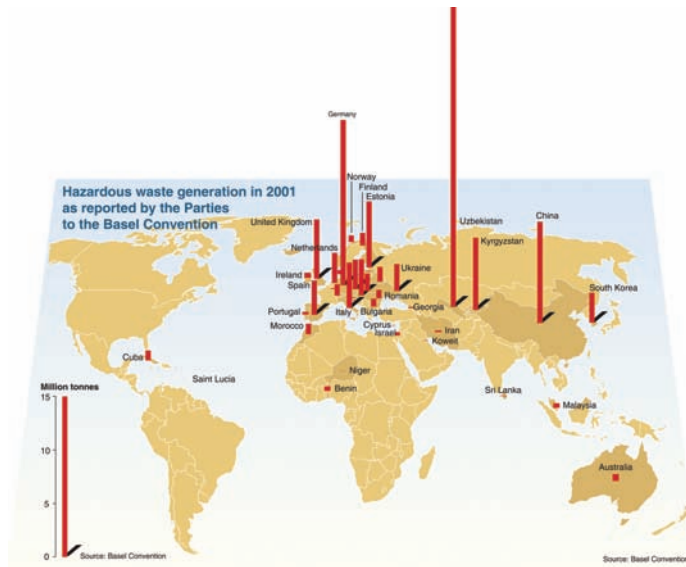 Germany
Norway
Finland
Estonia
Hazardous waste generation in 2001
as reported by the Parties
to the Basel Convention
United Kingdom
Uzbekistan
China
Kyrgyzstan
Netherlands
Ireland
Ukraine
Spain
South Korea
Romania
Portugal
Italy
Bulgaria
Georgia
Morocco
Cyprus
Israel
Iran
Koweit
Cuba
Niger
Saint Lucia
Million tonnes
Benin
Sri Lanka
Malaysia
15
10
Australia
5
0
Source: Basel Convention
Source: Basel Convention